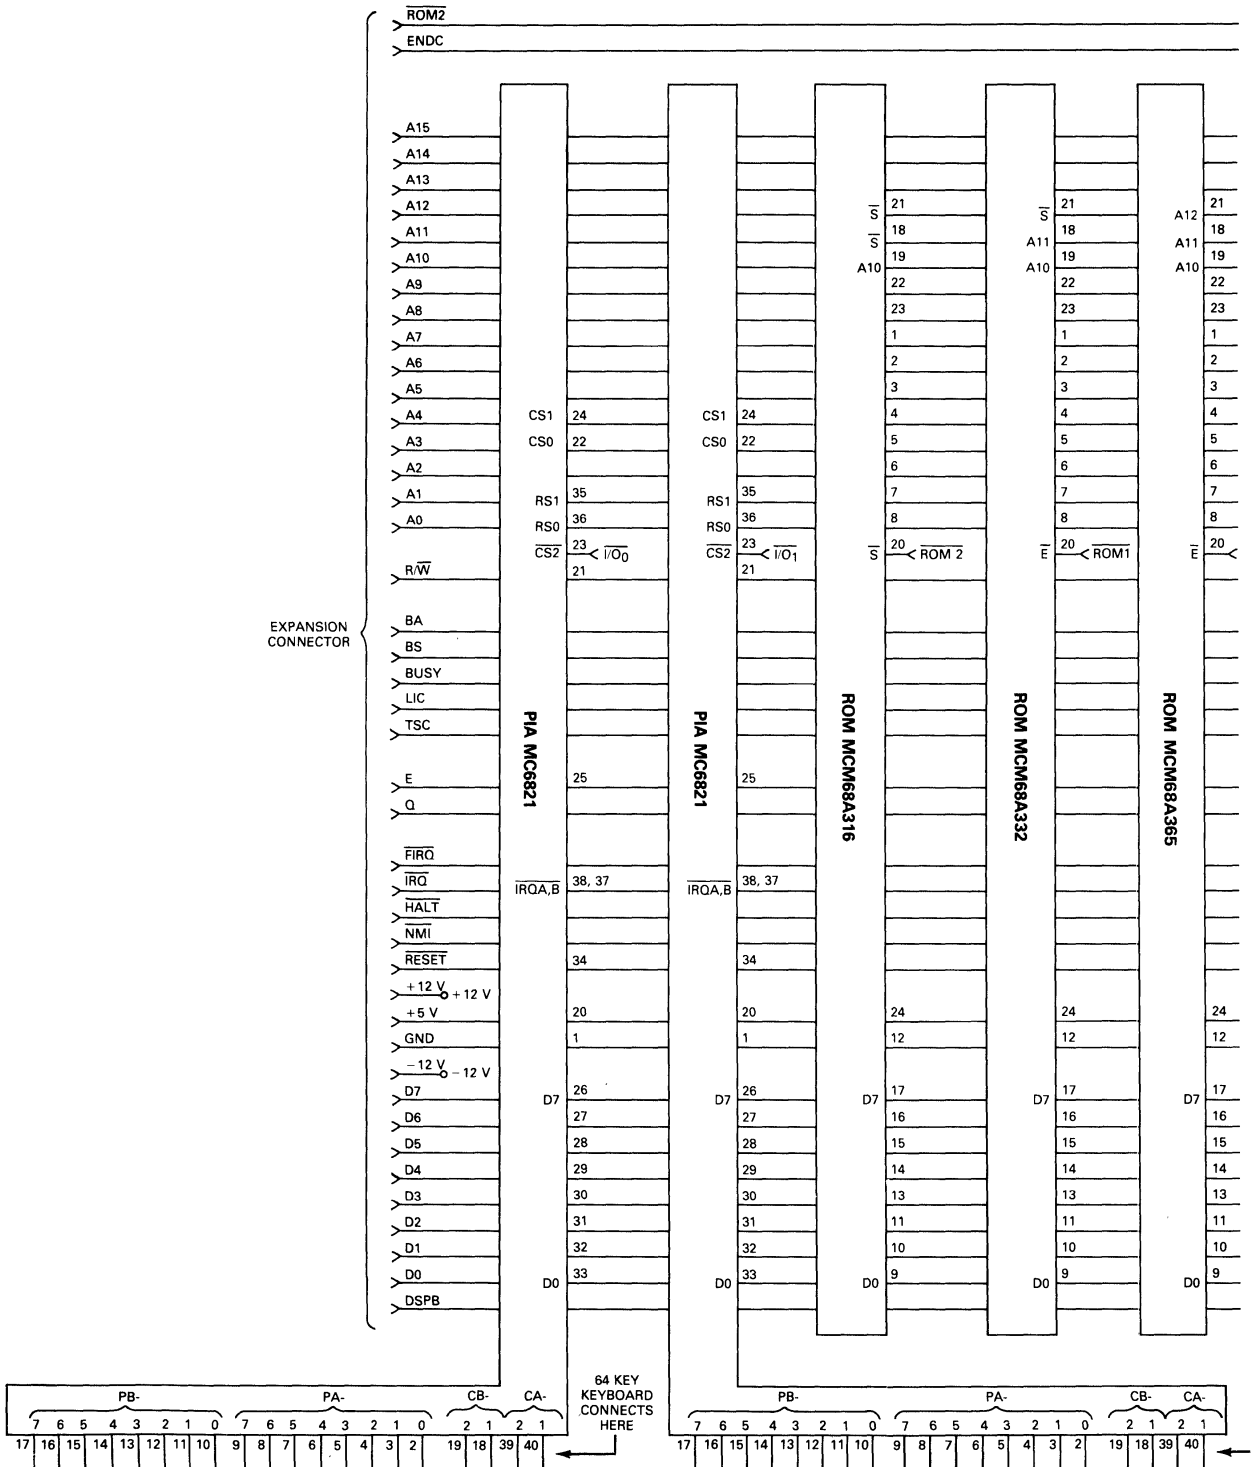 ROM2
ENDC
A15
A14
A13
A12 S 21 S 21 A12 21
A11 S 18 A11 18 A11 18
A10 A10 19 A10 19 A10 19
A9 22 22 22
A8 23 23 23
A7 1 1 1
A6 2 2 2
A5 3 3 3
A4 CS1 24 CS1 24 4 4 4
A3 CS0 22 CS0 22 5 5 5
A2 6 6 6
A1 RS1 35 RS1 35 7 7 7
A0 RS0 36 RS0 36 8 8 8
CS2 23 I/O0 CS2 23 I/O1 S 20 ROM 2 E 20 ROM1 E 20
R/W 21 21
EXPANSION
CONNECTOR
BA
BS
BUSY
LIC
TSC
PIA MC6821
PIA MC6821
ROM MCM68A316
ROM MCM68A332
ROM MCM68A365
E 25 25
Q
FIRQ
IRQ IRQA,B 38, 37 IRQA,B 38, 37
HALT
NMI
RESET 34 34
+12 V +12 V
+5 V 20 20 24 24 24
GND 1 1 12 12 12
−12 V −12 V
D7 D7 26 D7 26 D7 17 D7 17 D7 17
D6 27 27 16 16 16
D5 28 28 15 15 15
D4 29 29 14 14 14
D3 30 30 13 13 13
D2 31 31 11 11 11
D1 32 32 10 10 10
D0 D0 33 D0 33 D0 9 D0 9 D0 9
DSPB
64 KEY
KEYBOARD
CONNECTS
HERE
PB- PA- CB- CA- PB- PA- CB- CA-
7 6 5 4 3 2 1 0 7 6 5 4 3 2 1 0 2 1 2 1 7 6 5 4 3 2 1 0 7 6 5 4 3 2 1 0 2 1 2 1
17 16 15 14 13 12 11 10 9 8 7 6 5 4 3 2 19 18 39 40 17 16 15 14 13 12 11 10 9 8 7 6 5 4 3 2 19 18 39 40